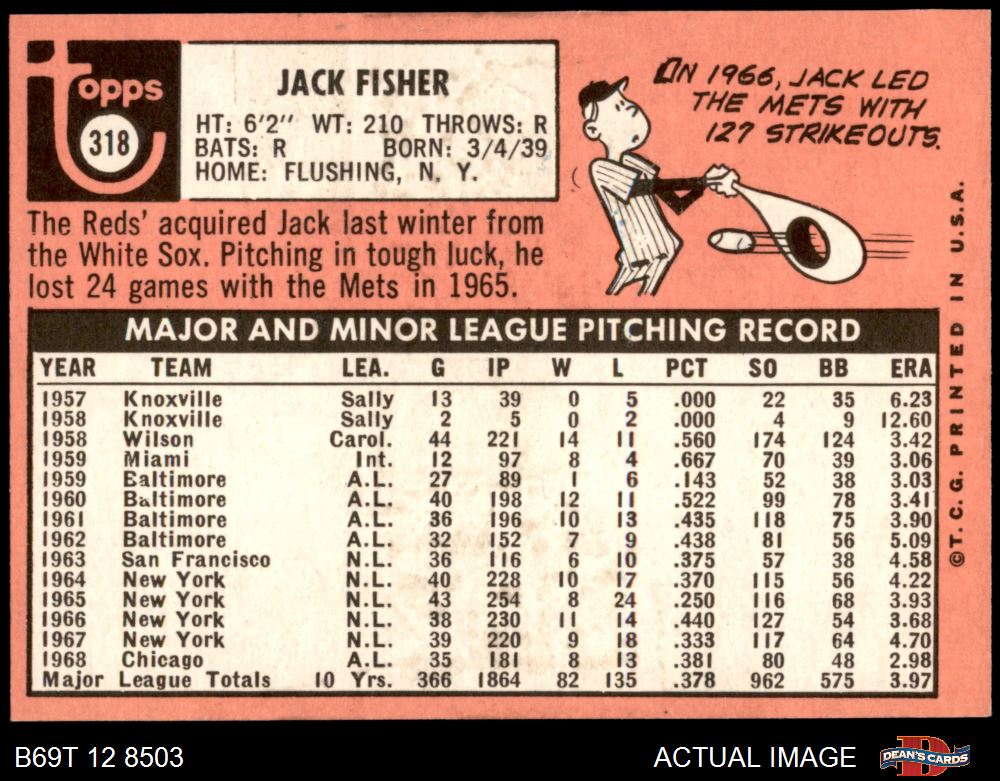 Topps
318
JACK FISHER
HT: 6'2" WT: 210 THROWS: R
BATS: R BORN: 3/4/39
HOME: FLUSHING, N. Y.
IN 1966, JACK LED
THE METS WITH
127 STRIKEOUTS.
The Reds' acquired Jack last winter from
the White Sox. Pitching in tough luck, he
lost 24 games with the Mets in 1965.
MAJOR AND MINOR LEAGUE PITCHING RECORD
YEAR TEAM LEA. G IP W L PCT SO BB ERA
1957 Knoxville Sally 13 39 0 5 .000 22 35 6.23
1958 Knoxville Sally 2 5 0 2 .000 4 9 12.60
1958 Wilson Carol. 44 221 14 11 .560 174 124 3.42
1959 Miami Int. 12 97 8 4 .667 70 39 3.06
1959 Baltimore A.L. 27 89 1 6 .143 52 38 3.03
1960 Baltimore A.L. 40 198 12 11 .522 99 78 3.41
1961 Baltimore A.L. 36 196 10 13 .435 118 75 3.90
1962 Baltimore A.L. 32 152 7 9 .438 81 56 5.09
1963 San Francisco N.L. 36 116 6 10 .375 57 38 4.58
1964 New York N.L. 40 228 10 17 .370 115 56 4.22
1965 New York N.L. 43 254 8 24 .250 116 68 3.93
1966 New York N.L. 38 230 11 14 .440 127 54 3.68
1967 New York N.L. 39 220 9 18 .333 117 64 4.70
1968 Chicago A.L. 35 181 8 13 .381 80 48 2.98
Major League Totals 10 Yrs. 366 1864 82 135 .378 962 575 3.97
©T. C. G. PRINTED IN U.S.A.
B69T 12 8503
ACTUAL IMAGE
DEAN'S CARDS